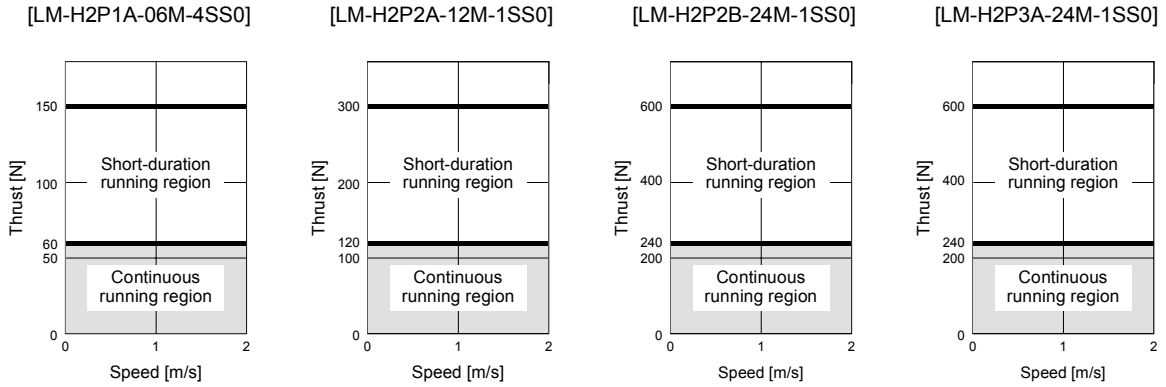 [LM-H2P1A-06M-4SS0]
150
100
60
50
0
Thrust [N]
Short-duration
running region
Continuous
running region
0
1
2
Speed [m/s]
[LM-H2P2A-12M-1SS0]
300
200
120
100
0
Thrust [N]
Short-duration
running region
Continuous
running region
0
1
2
Speed [m/s]
[LM-H2P2B-24M-1SS0]
600
400
240
200
0
Thrust [N]
Short-duration
running region
Continuous
running region
0
1
2
Speed [m/s]
[LM-H2P3A-24M-1SS0]
600
400
240
200
0
Thrust [N]
Short-duration
running region
Continuous
running region
0
1
2
Speed [m/s]